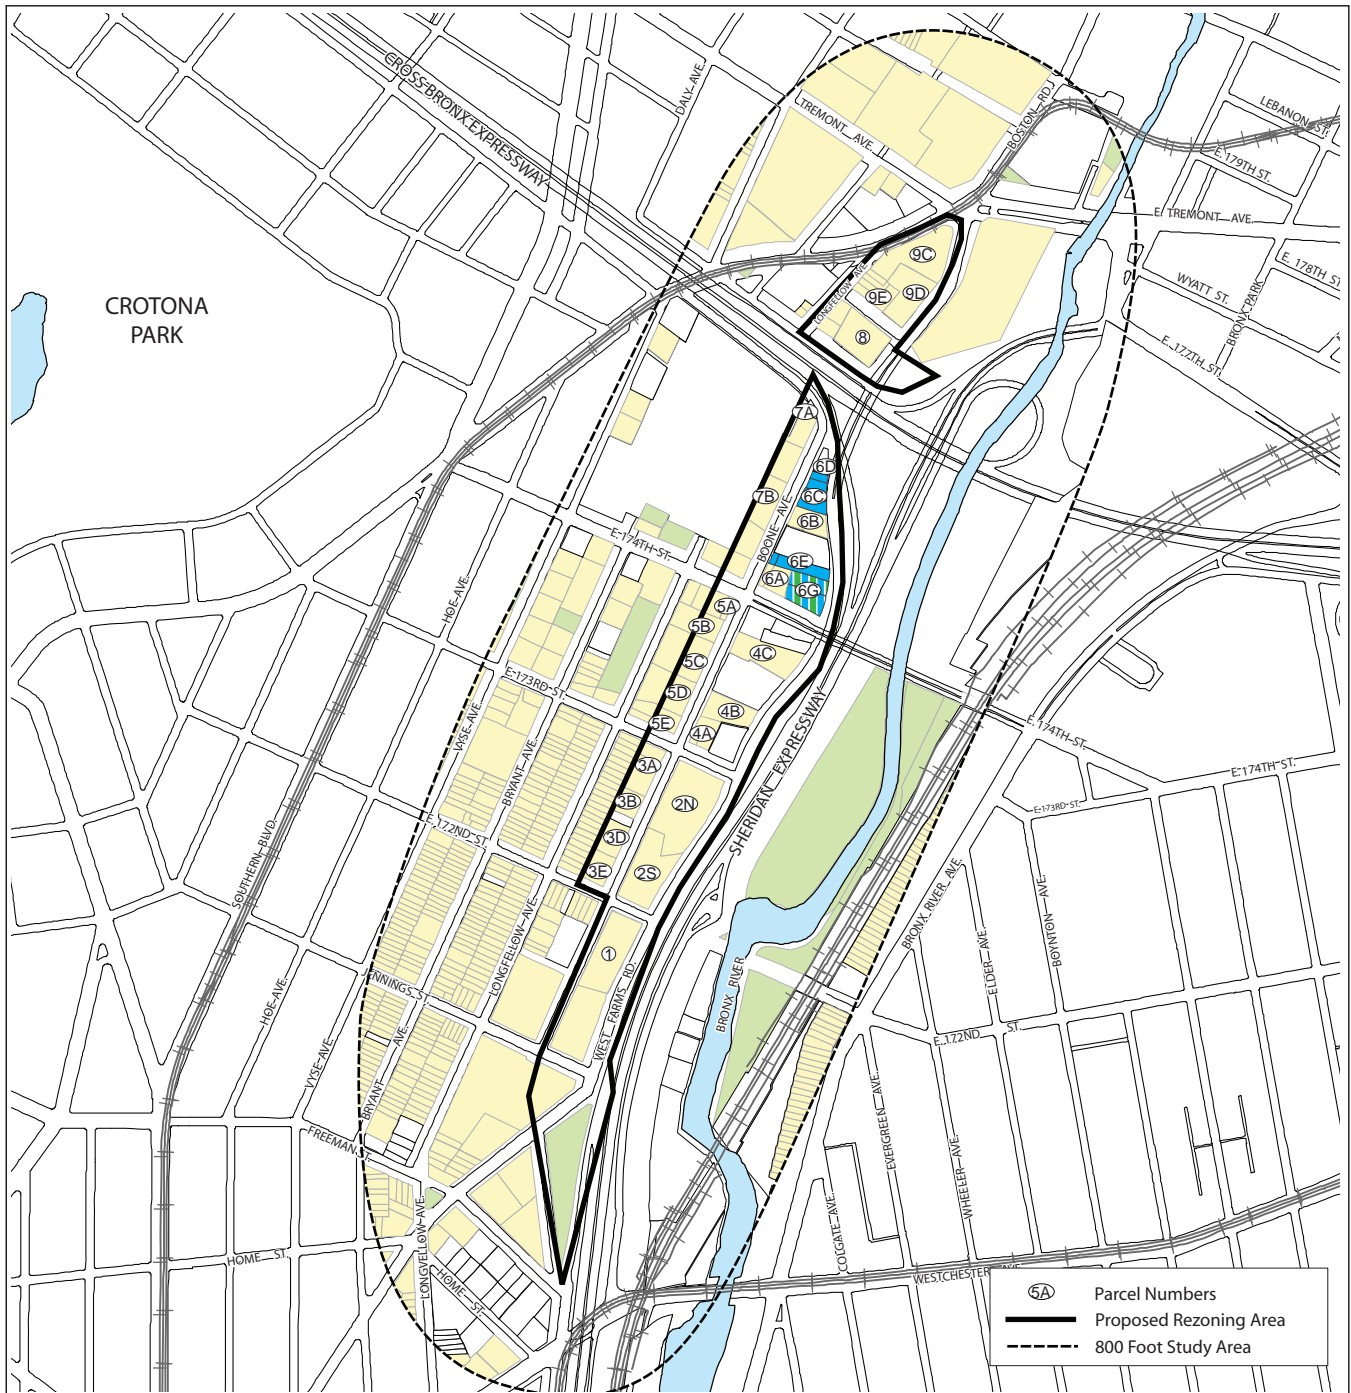 CROSS BRONX EXPRESSWAY
DALY AVE.
TREMONT AVE.
BOSTON RD.
LEBANON ST.
E. 179TH ST.
E. TREMONT AVE.
E. 178TH ST.
WYATT ST.
BRONX PARK
E. 177TH ST.
CROTONA
PARK
LONGFELLOW AVE.
9C
9D
9E
8
7A
6D
7B
6C
6B
BOONE AVE.
6E
6A
6G
E. 174TH ST.
5A
5B
4C
5C
5D
4B
5E
4A
HOE AVE.
E. 173RD ST.
VYSE AVE.
BRYANT AVE.
3A
2N
3B
3D
3E
2S
E. 172ND ST.
SHERIDAN EXPRESSWAY
E. 174TH ST.
E. 174TH ST.
E. 173RD ST.
SOUTHERN BLVD.
BRONX RIVER AVE.
BOYNTON AVE.
ELDER AVE.
LONGFELLOW AVE.
1
JENNINGS ST.
HOE AVE.
WEST FARMS RD.
BRONX RIVER
E. 172ND ST.
VYSE AVE.
BRYANT AVE.
FREEMAN ST.
EVERGREEN AVE.
WHEELER AVE.
COLGATE AVE.
LONGVELLOW AVE.
HOME ST.
HOME ST.
WESTCHESTER AVE.
5A Parcel Numbers
Proposed Rezoning Area
800 Foot Study Area